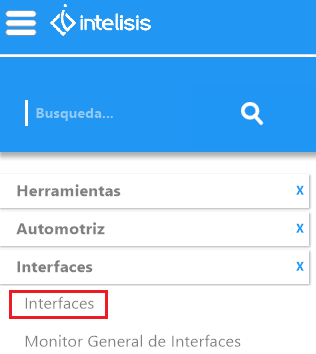 intelisis
Busqueda...
Herramientas x
Automotriz x
Interfaces x
Interfaces
Monitor General de Interfaces